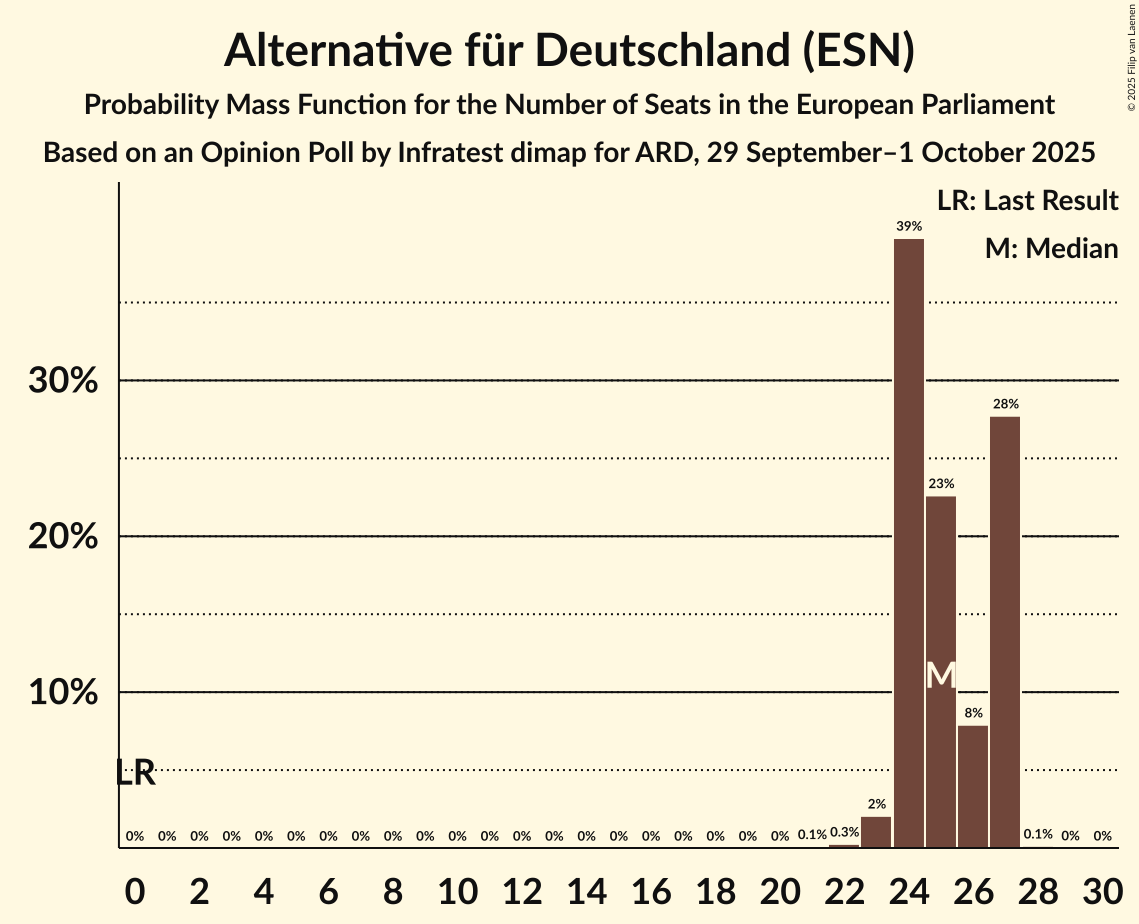 Alternative für Deutschland (ESN)
Probability Mass Function for the Number of Seats in the European Parliament
Based on an Opinion Poll by Infratest dimap for ARD, 29 September–1 October 2025
© 2025 Filip van Laenen
LR: Last Result
M: Median
39%
30%
28%
23%
20%
M
10%
8%
LR
2%
0% 0% 0% 0% 0% 0% 0% 0% 0% 0% 0% 0% 0% 0% 0% 0% 0% 0% 0% 0% 0% 0.1% 0.3% 0.1% 0% 0%
0 2 4 6 8 10 12 14 16 18 20 22 24 26 28 30